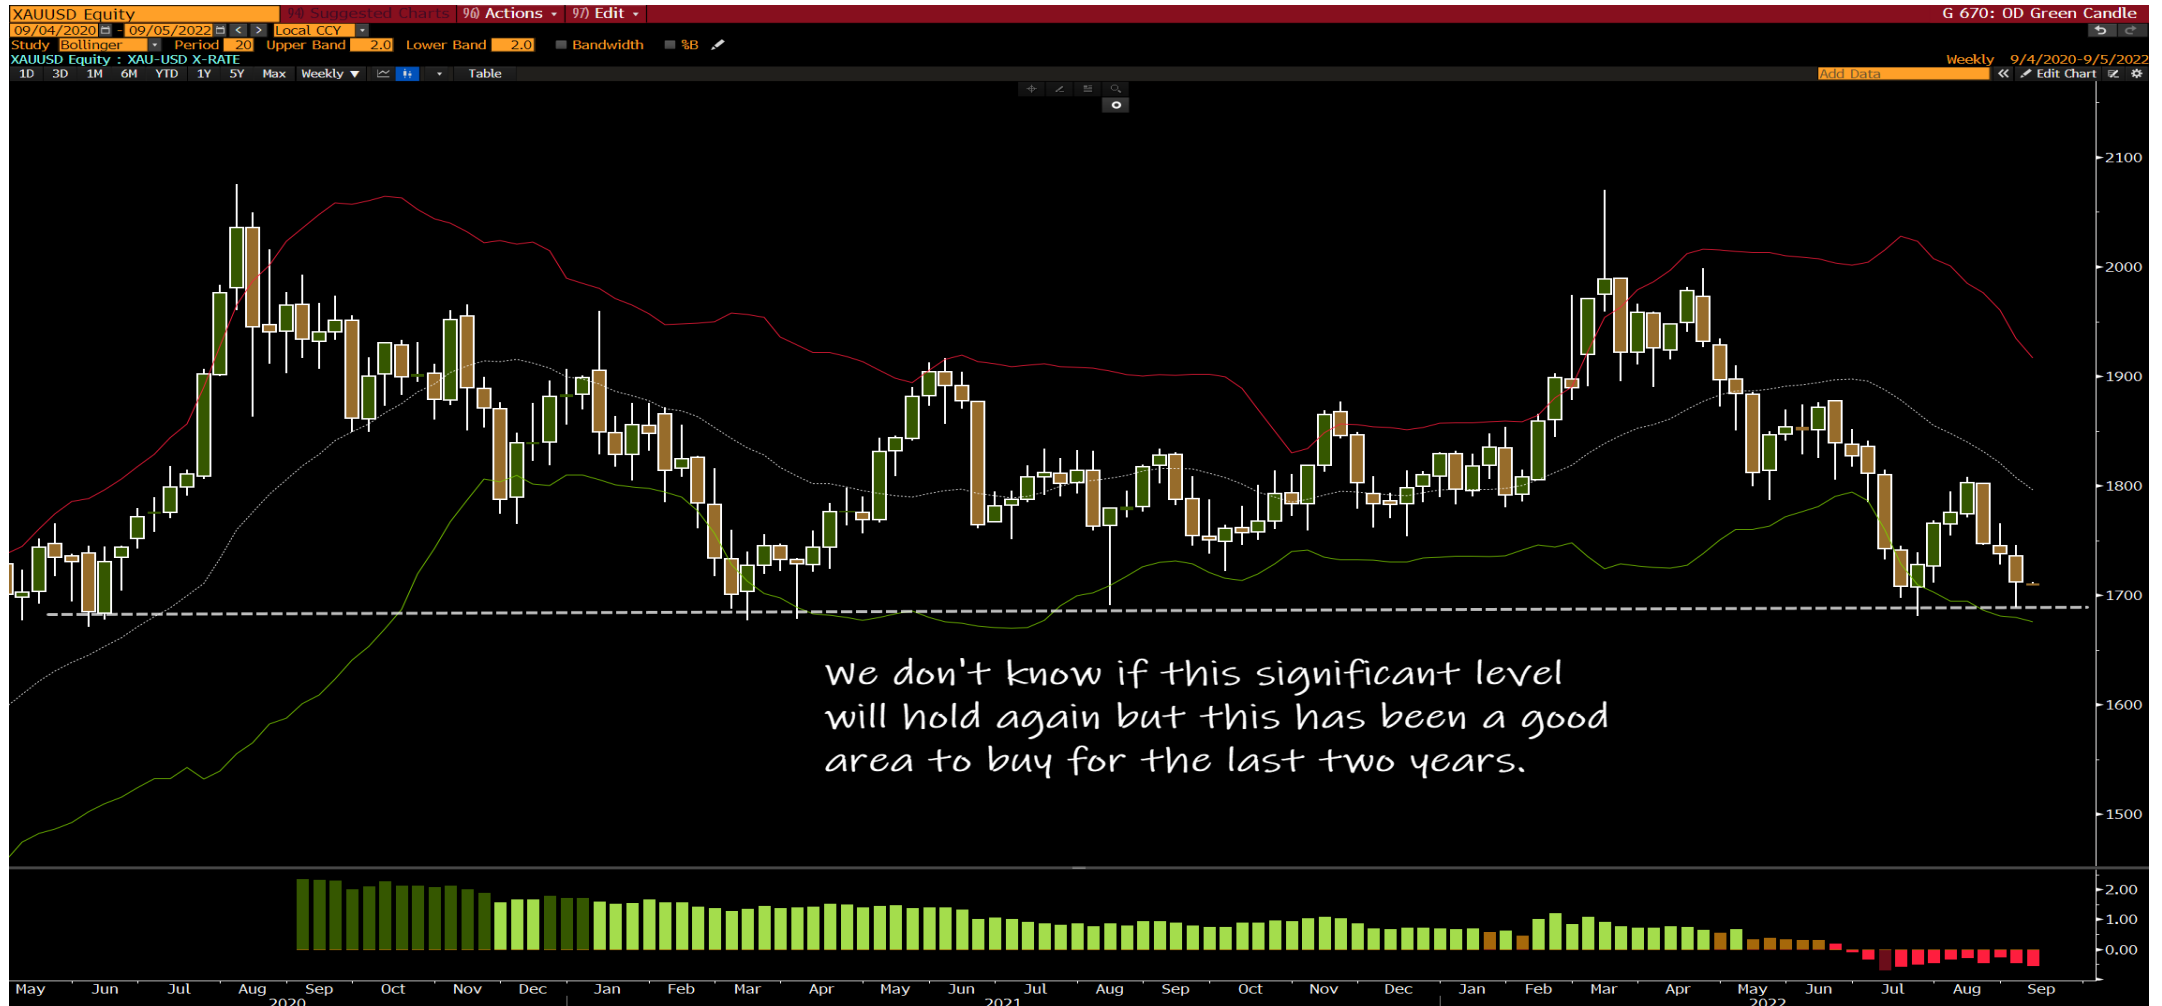 XAUUSD Equity 94) Suggested Charts 96) Actions 97) Edit G 670: OD Green Candle
09/04/2020 - 09/05/2022 < > Local CCY
Study Bollinger Period 20 Upper Band 2.0 Lower Band 2.0 Bandwidth %B
XAUUSD Equity : XAU-USD X-RATE Weekly 9/4/2020-9/5/2022
1D 3D 1M 6M YTD 1Y 5Y Max Weekly ▼ Table Add Data « Edit Chart
2100
2000
1900
1800
1700
1600
1500
We don't know if this significant level
will hold again but this has been a good
area to buy for the last two years.
2.00
1.00
0.00
May Jun Jul Aug Sep Oct Nov Dec Jan Feb Mar Apr May Jun Jul Aug Sep Oct Nov Dec Jan Feb Mar Apr May Jun Jul Aug Sep
2020 2021 2022